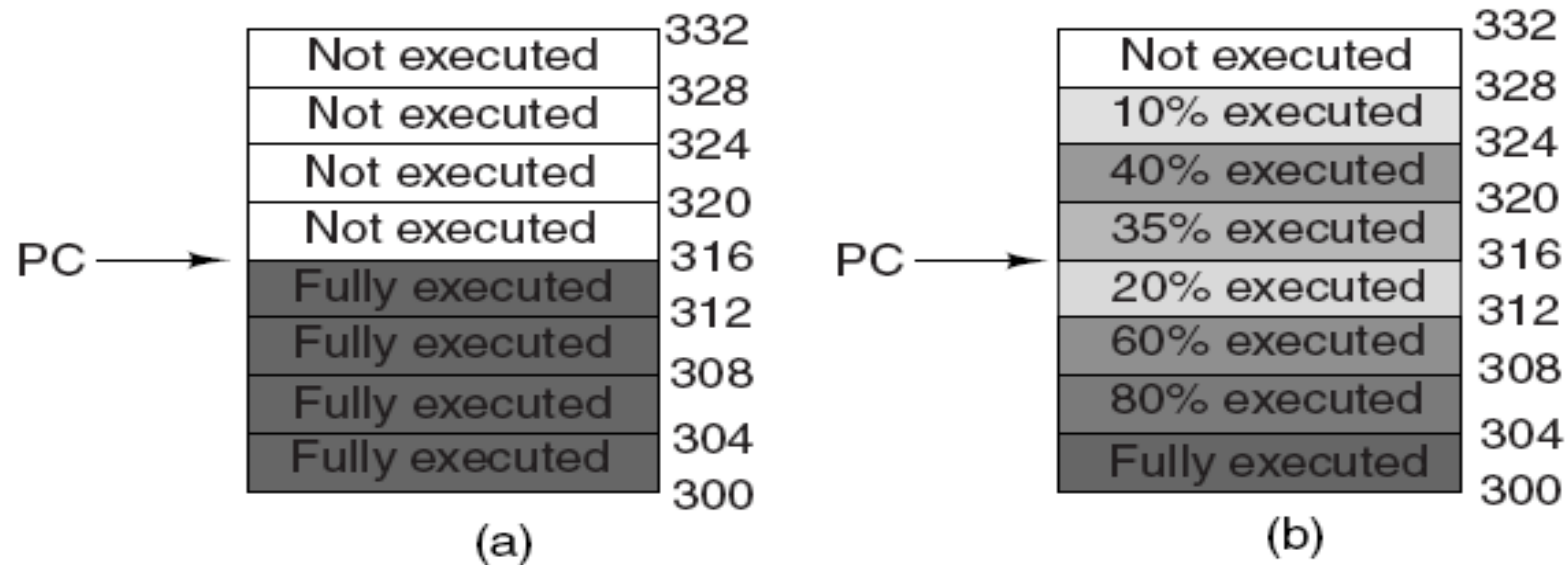 332
Not executed
328
Not executed
324
Not executed
320
Not executed
PC
316
Fully executed
312
Fully executed
308
Fully executed
304
Fully executed
300
(a)
332
Not executed
328
10% executed
324
40% executed
320
35% executed
PC
316
20% executed
312
60% executed
308
80% executed
304
Fully executed
300
(b)